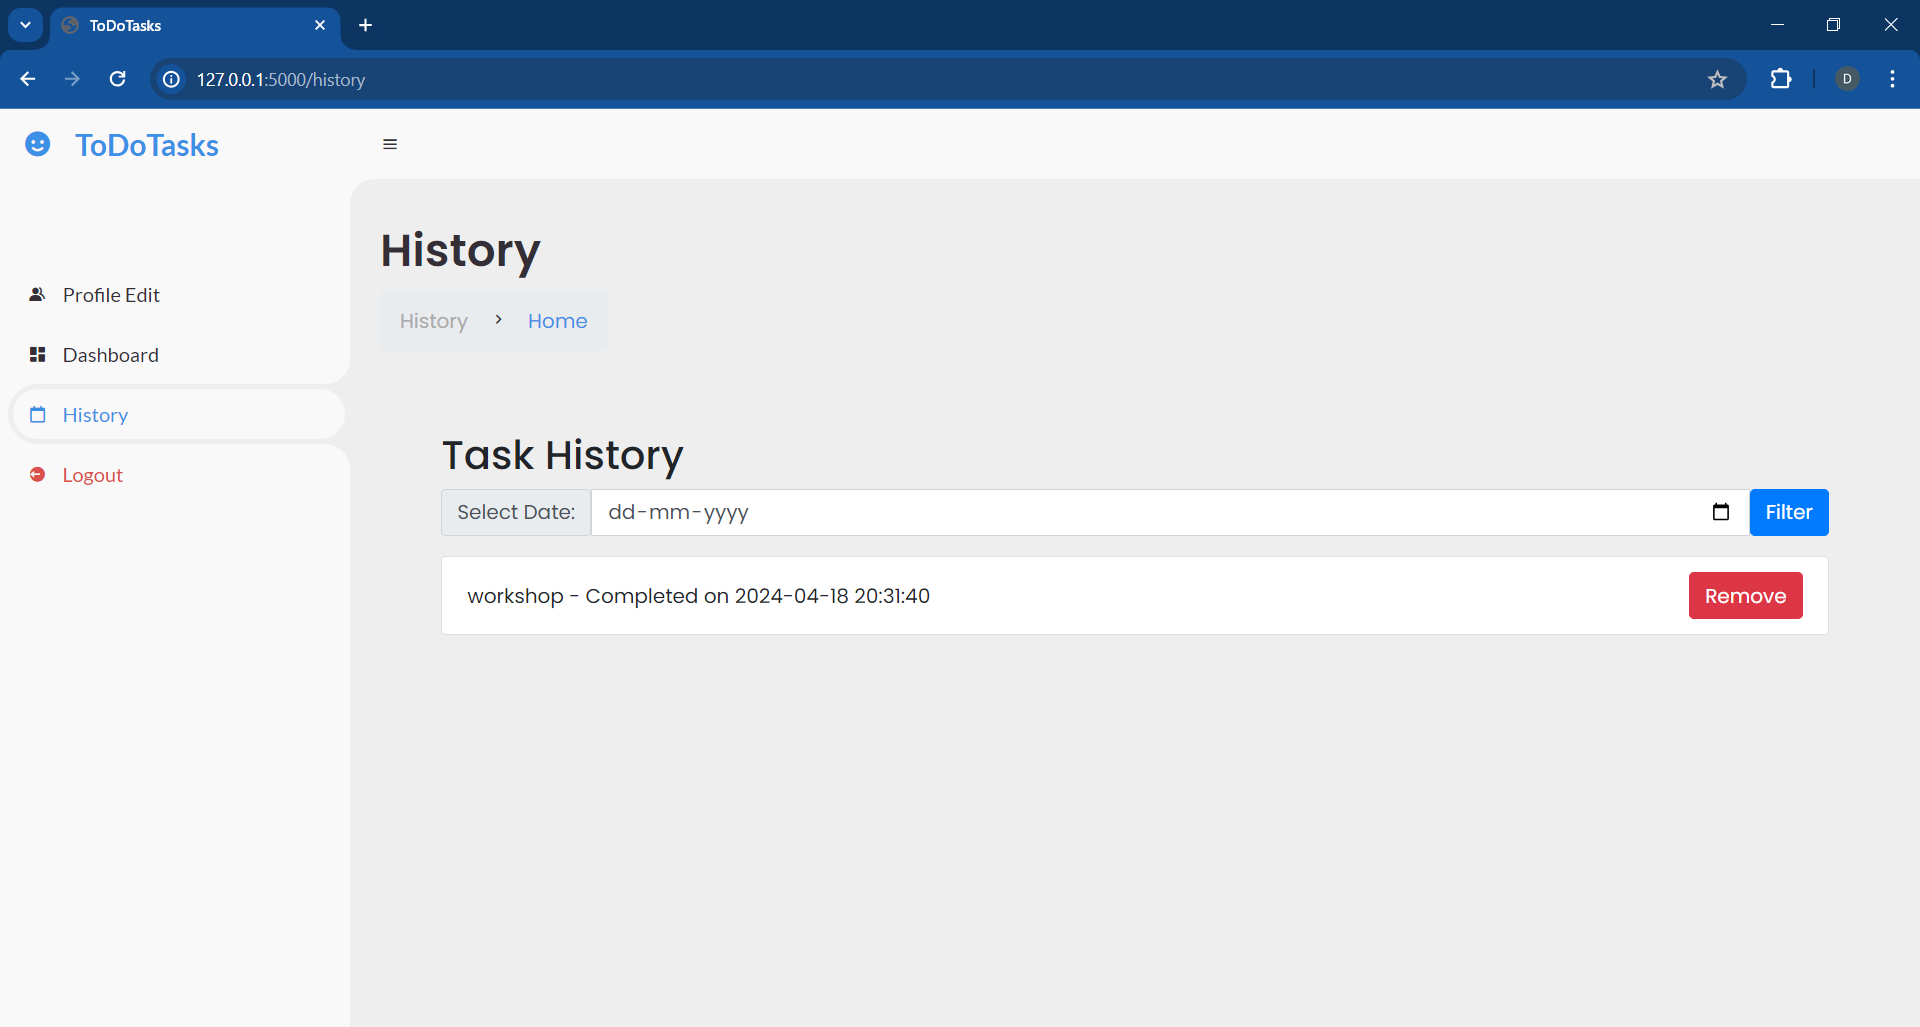 ToDoTasks
127.0.0.1:5000/history
D
ToDoTasks
Profile Edit
Dashboard
History
Logout
History
History > Home
Task History
Select Date: dd-mm-yyyy Filter
workshop - Completed on 2024-04-18 20:31:40 Remove